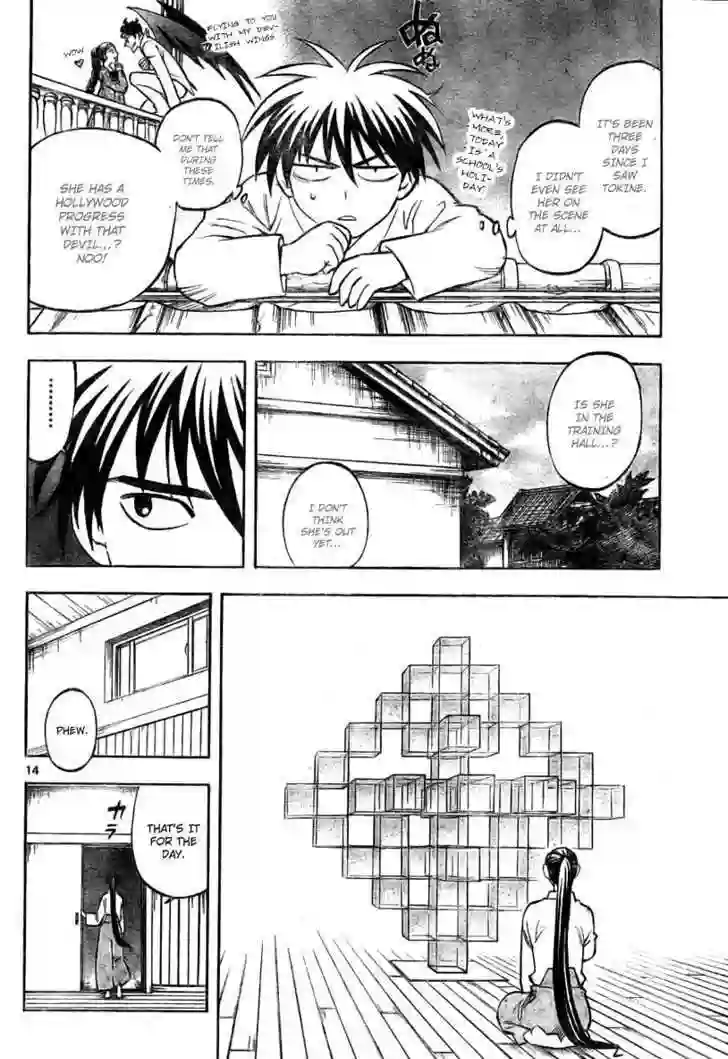 IT'S BEEN
THREE
DAYS
SINCE I
SAW
TOKINE.
I DIDN'T
EVEN SEE
HER ON
THE SCENE
AT ALL...
WHAT'S
MORE,
TODAY
IS A
SCHOOL'S
HOLI-
DAY.
FLYING TO YOU
WITH MY DEV-
ILISH WINGS
WOW
DON'T TELL
ME THAT
DURING
THESE
TIMES,
SHE HAS A
HOLLYWOOD
PROGRESS
WITH THAT
DEVIL...?
NOO!
IS SHE
IN THE
TRAINING
HALL...?
I DON'T
THINK
SHE'S OUT
YET...
.........
PHEW.
14
カラ
THAT'S IT
FOR THE
DAY.